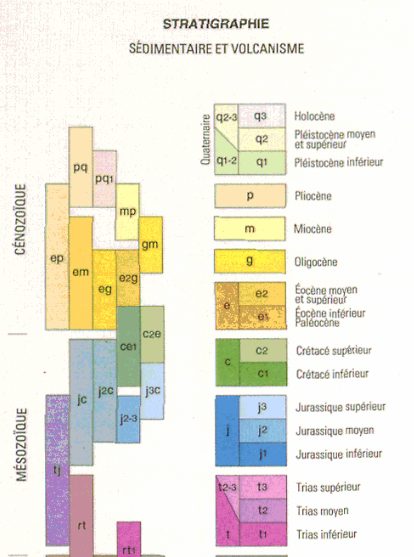 STRATIGRAPHIE
SÉDIMENTAIRE ET VOLCANISME
CÉNOZOÏQUE
MÉSOZOÏQUE
pq
pq1
mp
gm
ep
em
eg
e2g
ce1
c2e
jc
j2c
j2-3
j3c
tj
rt
rt1
Quaternaire
q2-3 q3 Holocène
q2 Pléistocène moyen
et supérieur
q1-2 q1 Pléistocène inférieur
p Pliocène
m Miocène
g Oligocène
e e2 Éocène moyen
et supérieur
e1 Éocène inférieur
Paléocène
c c2 Crétacé supérieur
c1 Crétacé inférieur
j j3 Jurassique supérieur
j2 Jurassique moyen
j1 Jurassique inférieur
t2-3 t3 Trias supérieur
t2 Trias moyen
t t1 Trias inférieur